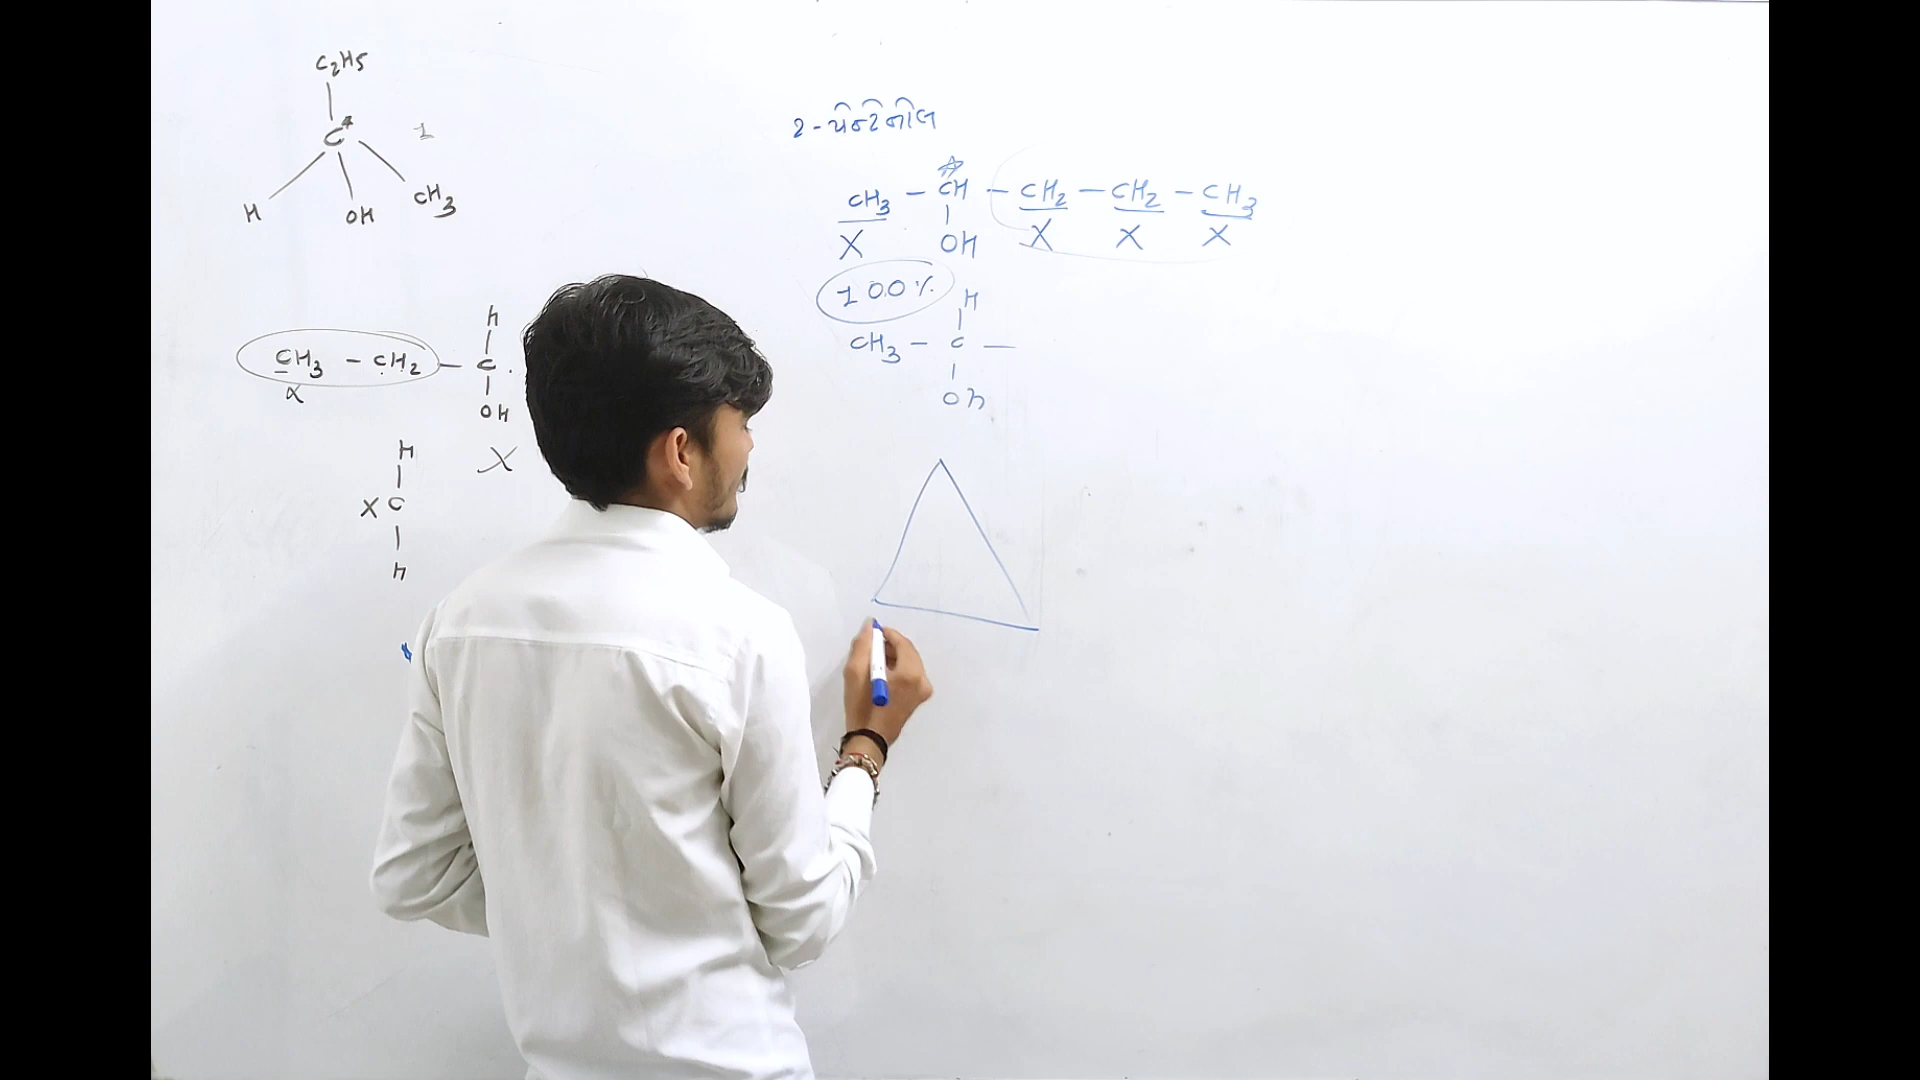 C2H5
C*
1
H
OH
CH3
H
CH3 - CH2 - C
α
OH
X
H
X C
H
2-પેન્ટેનોલ
CH3 - CH - CH2 - CH2 - CH3
X
OH
X
X
X
100%
H
CH3 - C -
OH